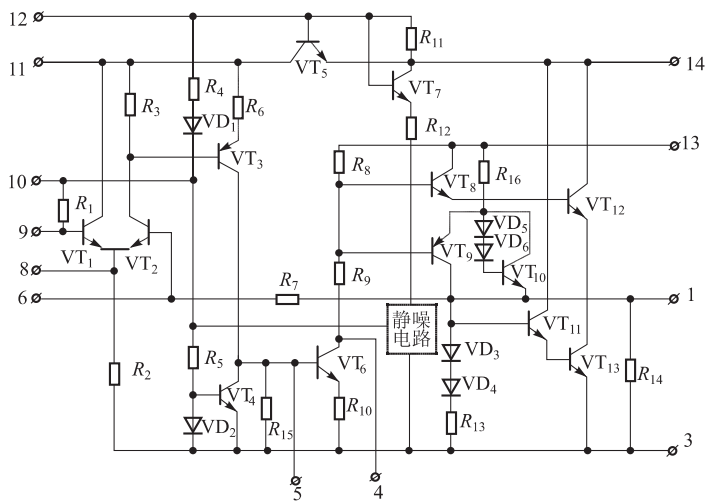 12
R11
11
VT5
14
VT7
R4
R3
R6
R12
VD1
13
VT3
R8
R16
10
VT8
R1
VT12
9
VD5
VT1
VT2
VT9
VD6
8
VT10
R9
6
R7
1
静噪
电路
VT11
R5
VD3
R2
VT6
VT13
R14
VT4
VD4
R15
R10
VD2
R13
3
5
4